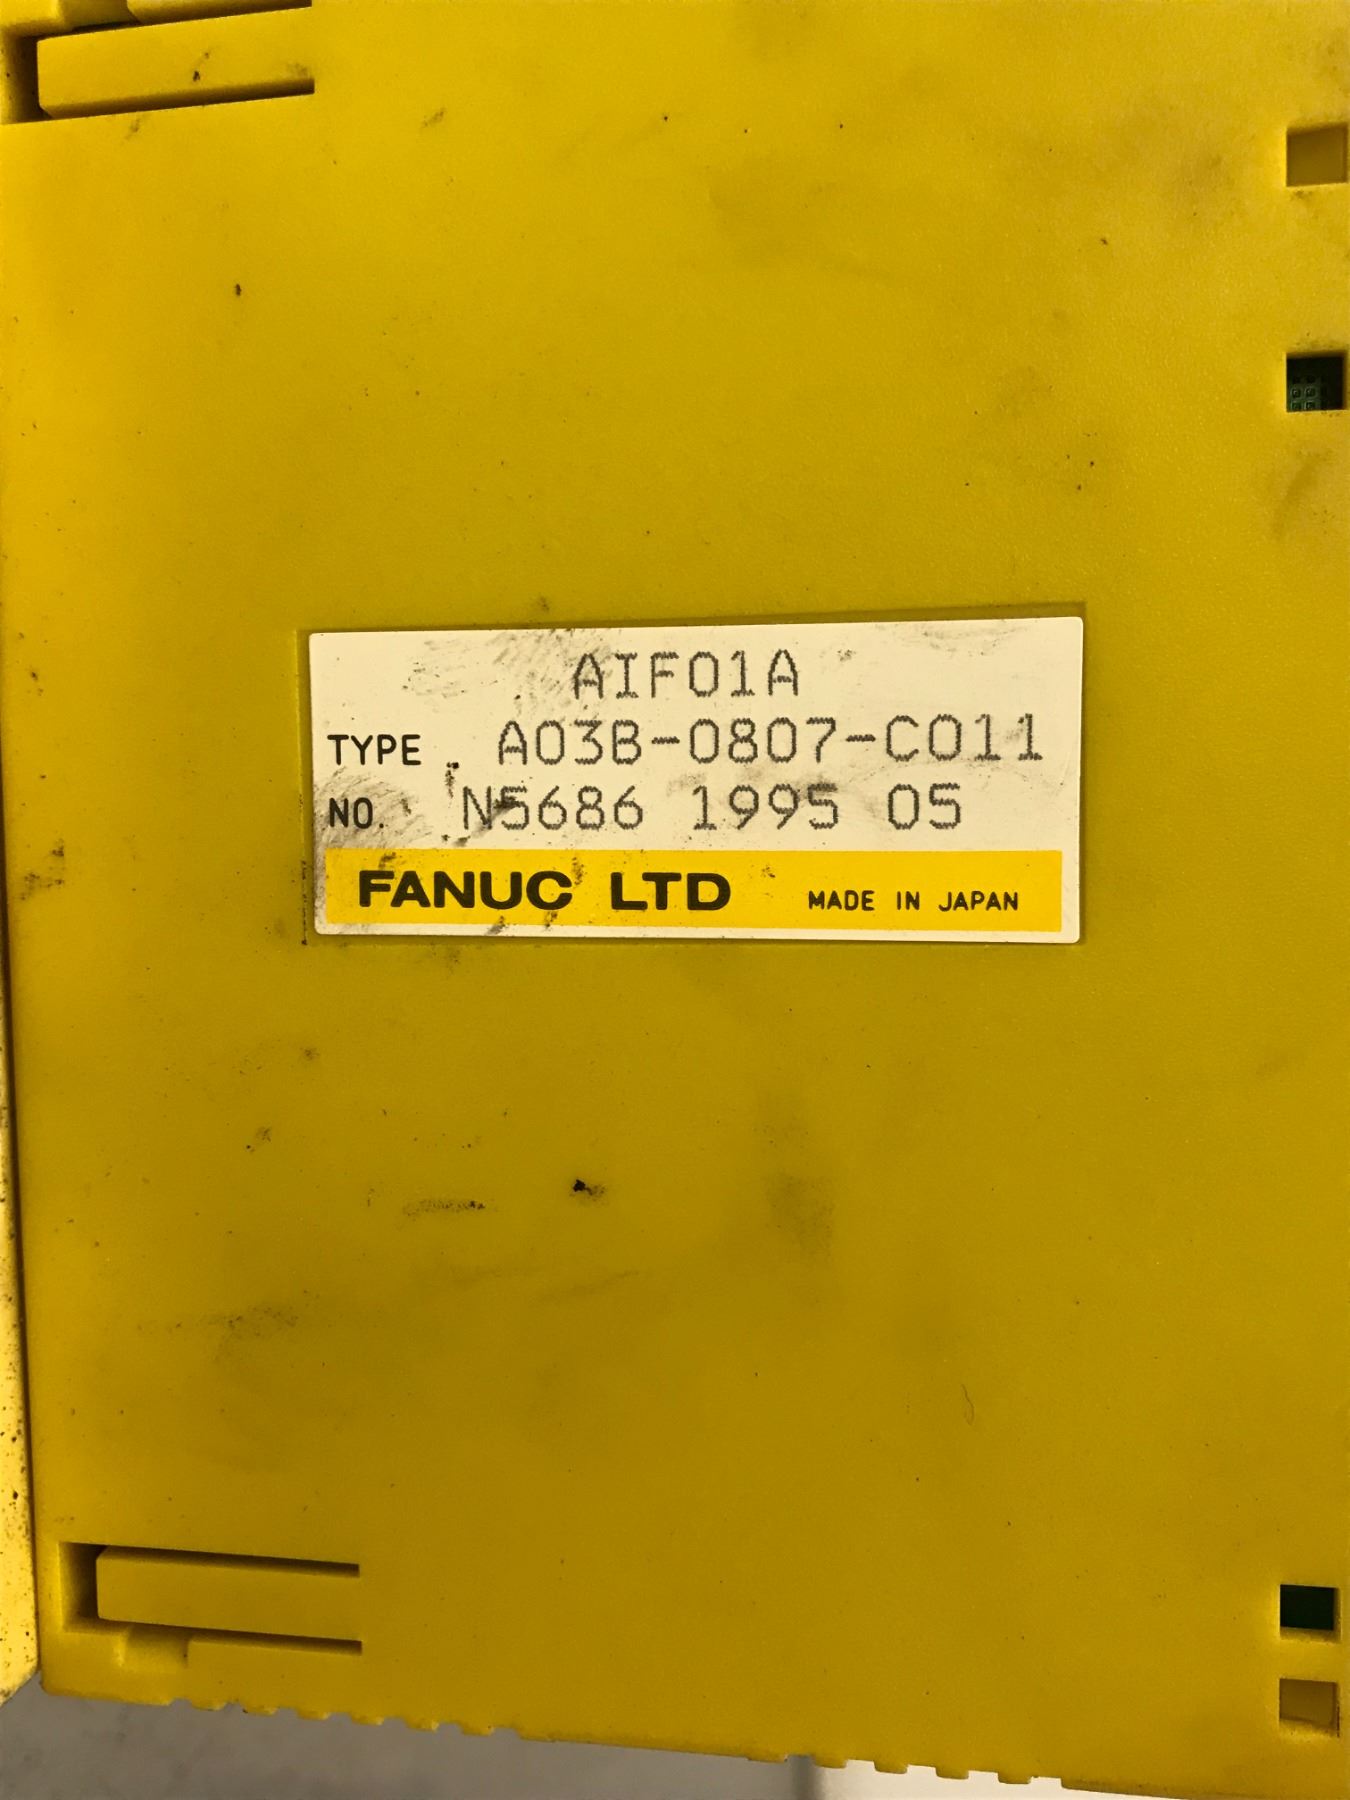 AIF01A
TYPE A03B-0807-C011
NO. N5686 1995 05
FANUC LTD MADE IN JAPAN